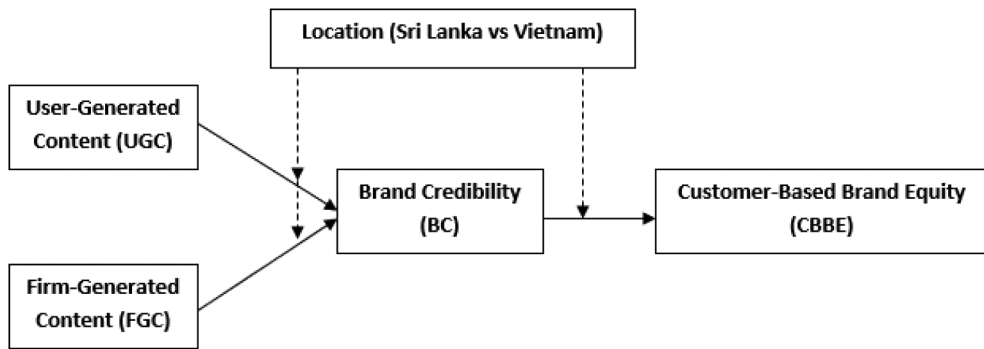 Location (Sri Lanka vs Vietnam)
User-Generated
Content (UGC)
Brand Credibility
(BC)
Customer-Based Brand Equity
(CBBE)
Firm-Generated
Content (FGC)